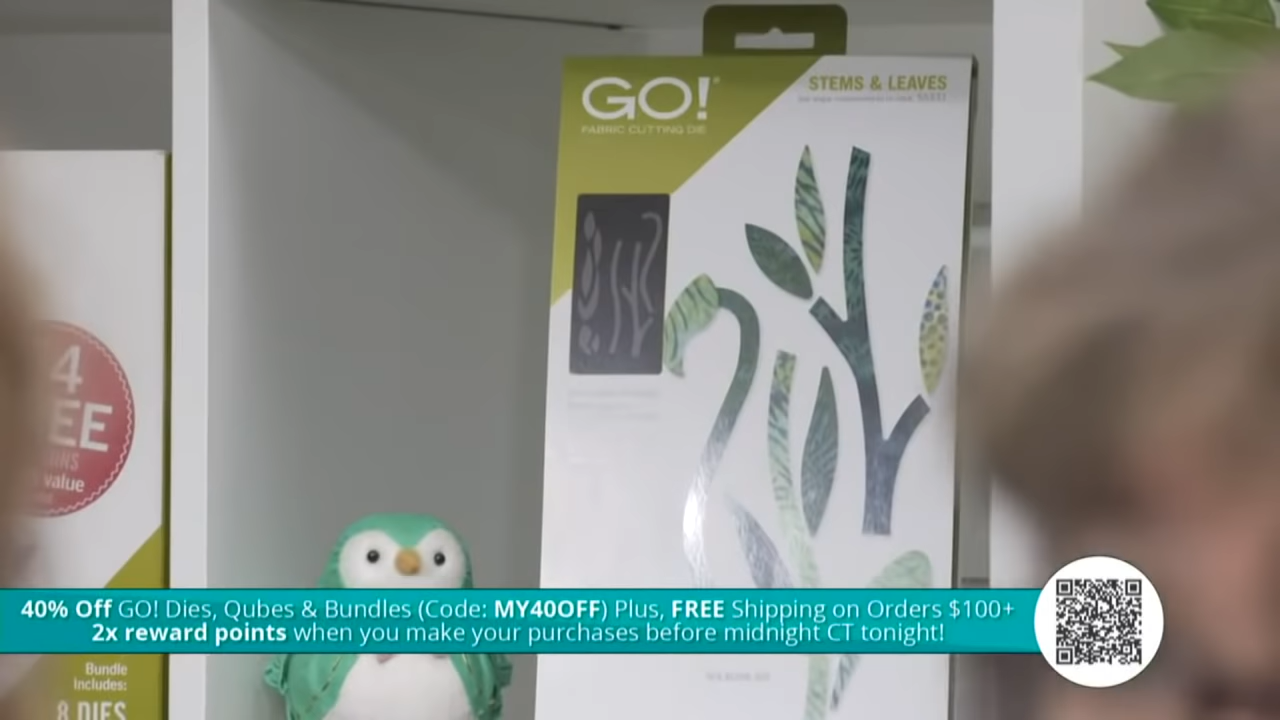 GO!
FABRIC CUTTING DIE
STEMS & LEAVES
4
EE
value
40% Off GO! Dies, Qubes & Bundles (Code: MY40OFF) Plus, FREE Shipping on Orders $100+
2x reward points when you make your purchases before midnight CT tonight!
Bundle
Includes:
8 DIES